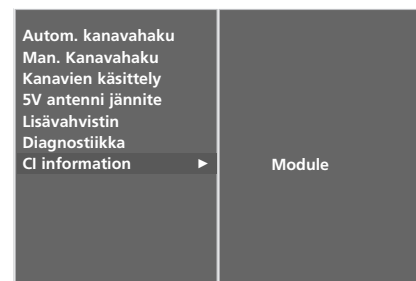 Autom. kanavahaku
Man. Kanavahaku
Kanavien käsittely
5V antenni jännite
Lisävahvistin
Diagnostiikka
CI information ► Module